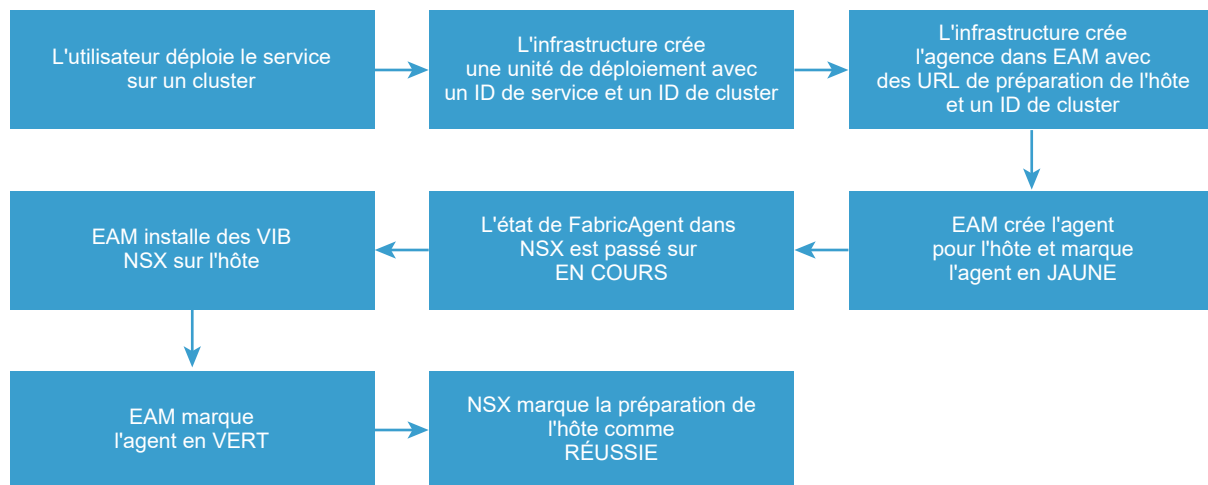 L'utilisateur déploie le service
sur un cluster
L'infrastructure crée
une unité de déploiement avec
un ID de service et un ID de cluster
L'infrastructure crée
l'agence dans EAM avec
des URL de préparation de l'hôte
et un ID de cluster
EAM crée l'agent
pour l'hôte et marque
l'agent en JAUNE
L'état de FabricAgent dans
NSX est passé sur
EN COURS
EAM installe des VIB
NSX sur l'hôte
EAM marque
l'agent en VERT
NSX marque la préparation de
l'hôte comme
RÉUSSIE